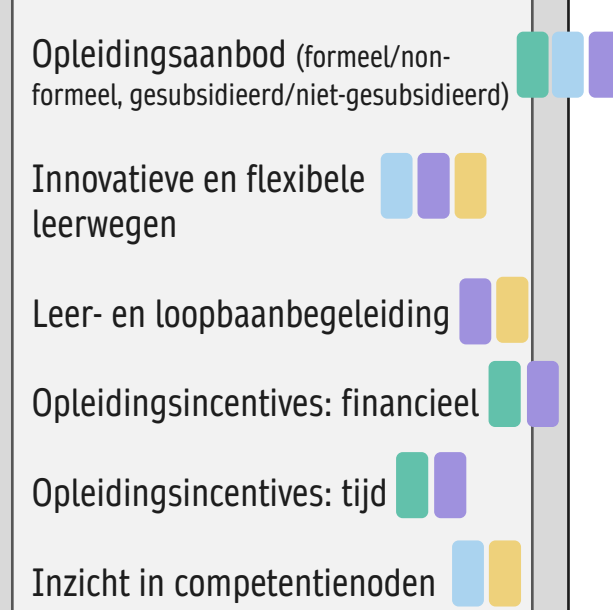 Opleidingsaanbod (formeel/non-
formeel, gesubsidieerd/niet-gesubsidieerd)
Innovatieve en flexibele
leerwegen
Leer- en loopbaanbegeleiding
Opleidingsincentives: financieel
Opleidingsincentives: tijd
Inzicht in competentienoden